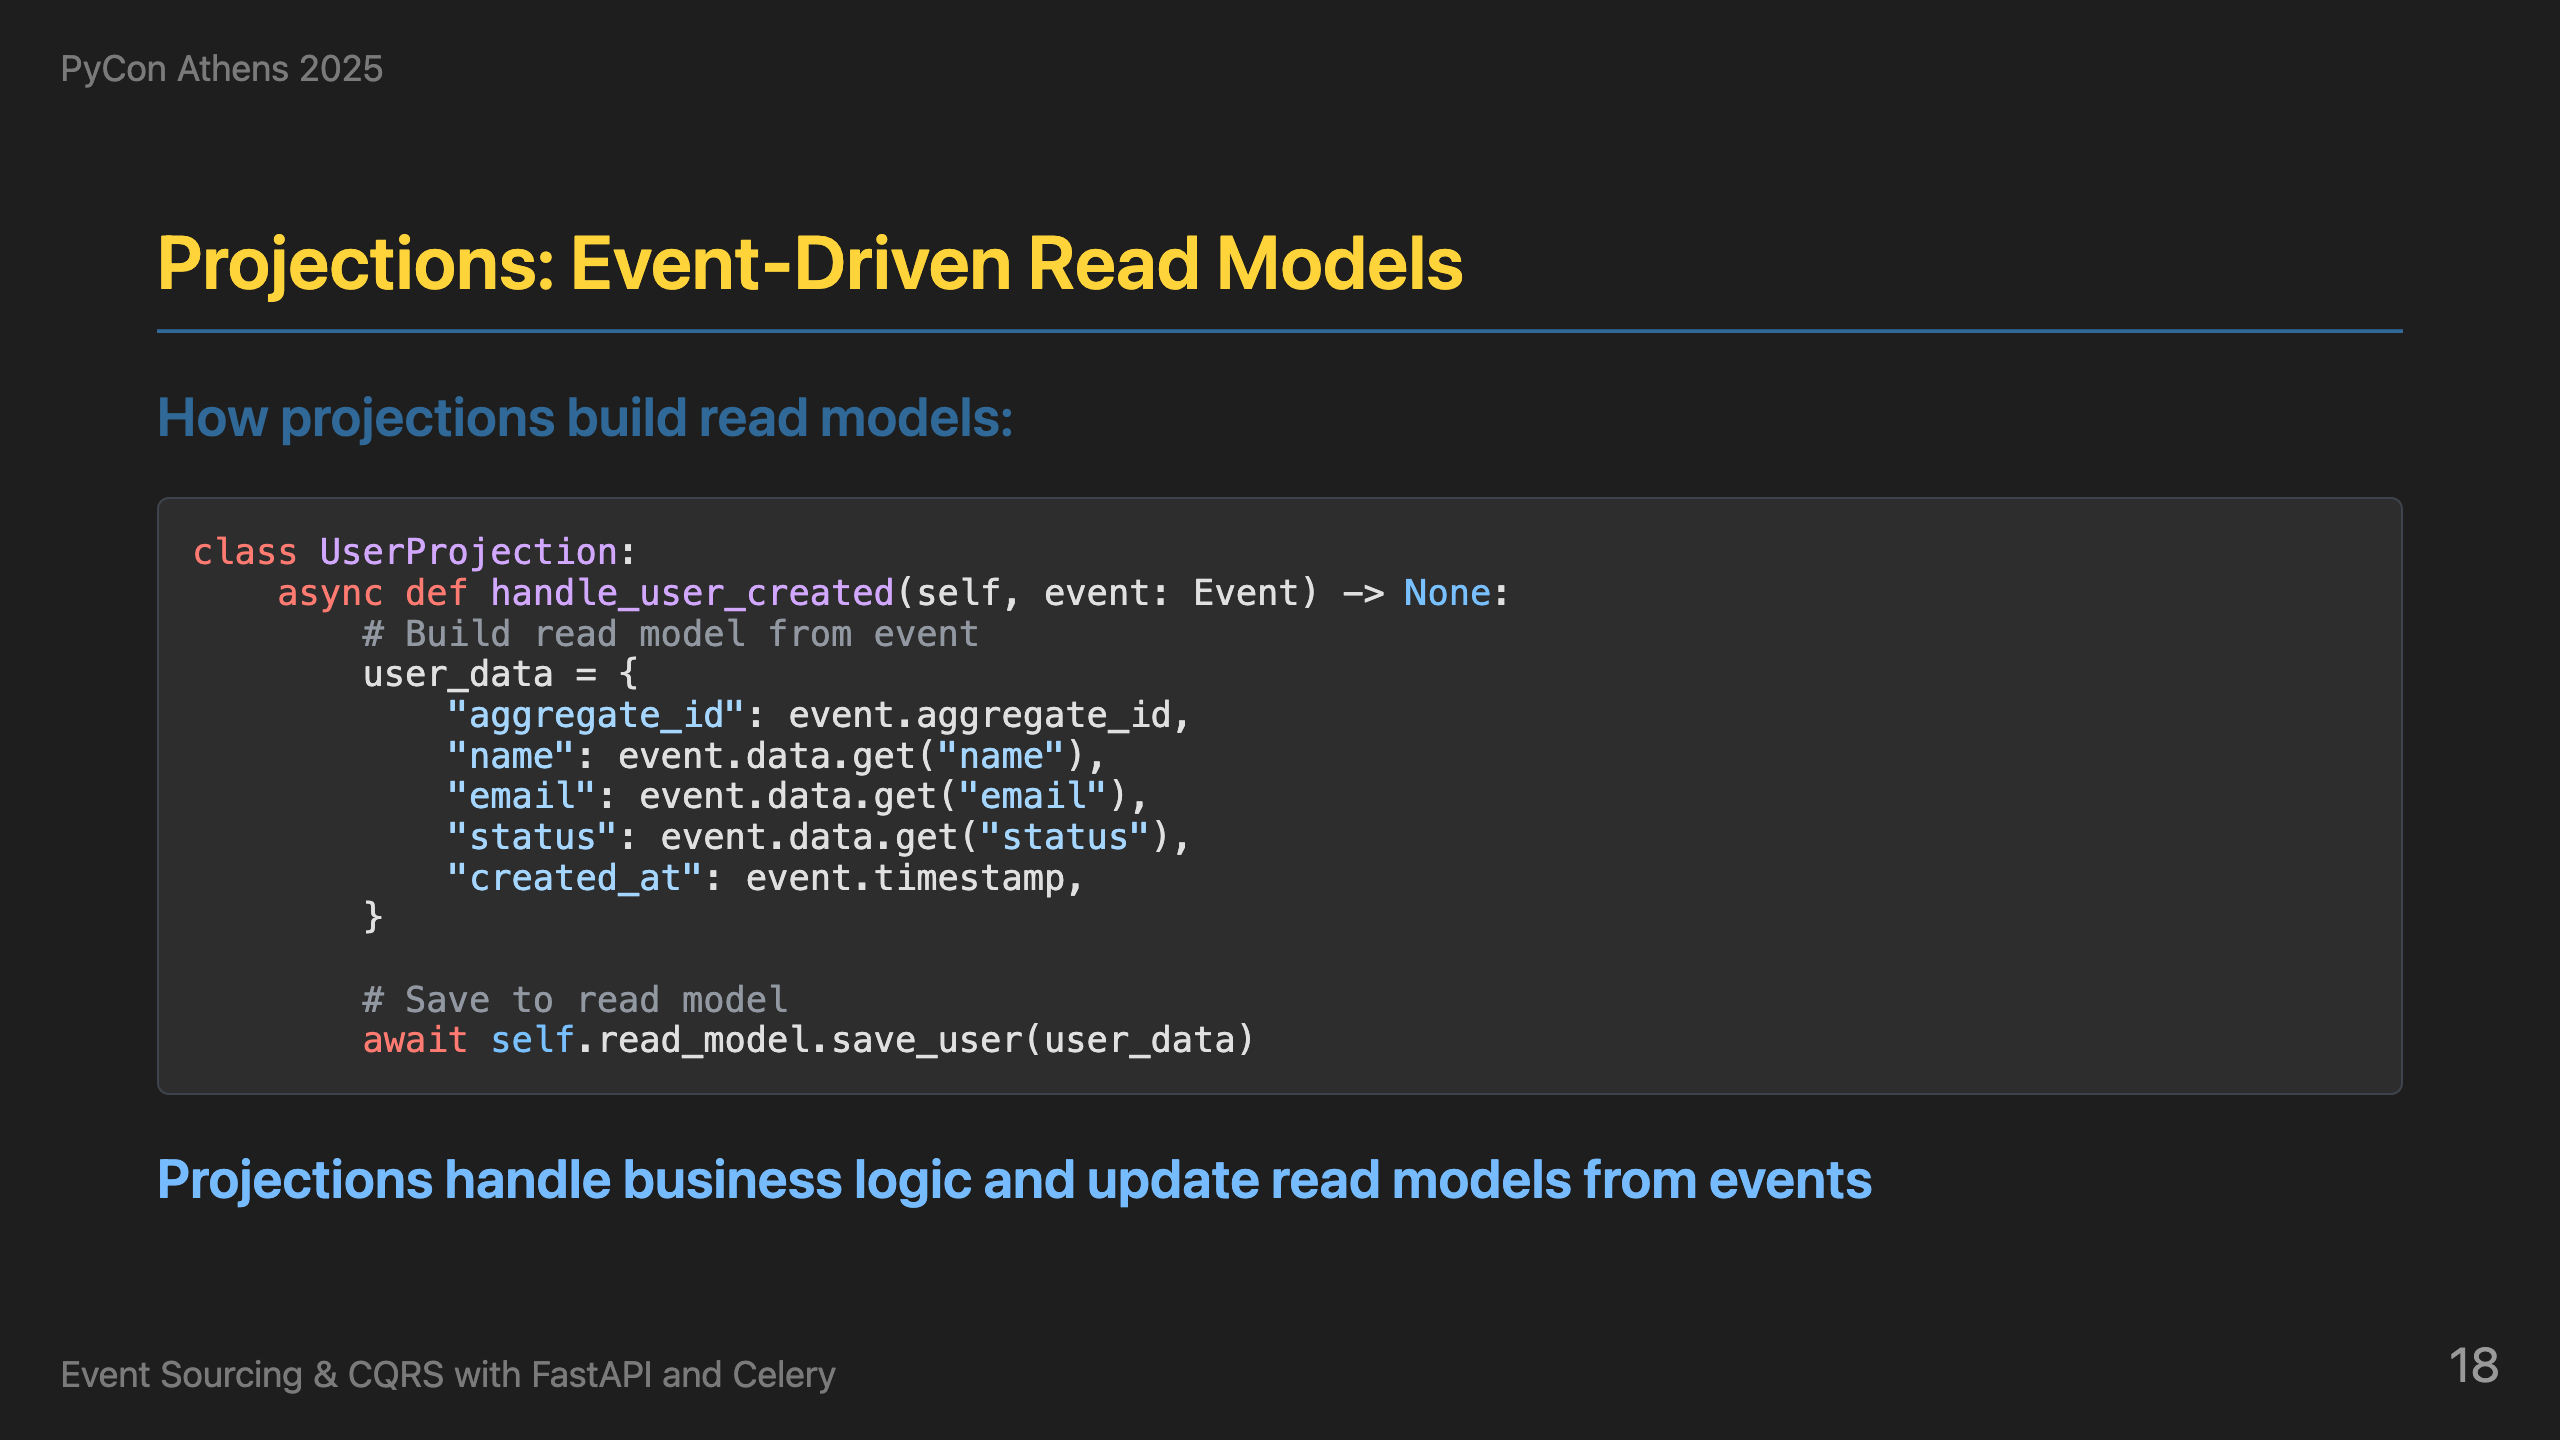 PyCon Athens 2025
Projections: Event-Driven Read Models
How projections build read models:
class UserProjection:
    async def handle_user_created(self, event: Event) -> None:
        # Build read model from event
        user_data = {
            "aggregate_id": event.aggregate_id,
            "name": event.data.get("name"),
            "email": event.data.get("email"),
            "status": event.data.get("status"),
            "created_at": event.timestamp,
        }
        # Save to read model
        await self.read_model.save_user(user_data)
Projections handle business logic and update read models from events
Event Sourcing & CQRS with FastAPI and Celery
18